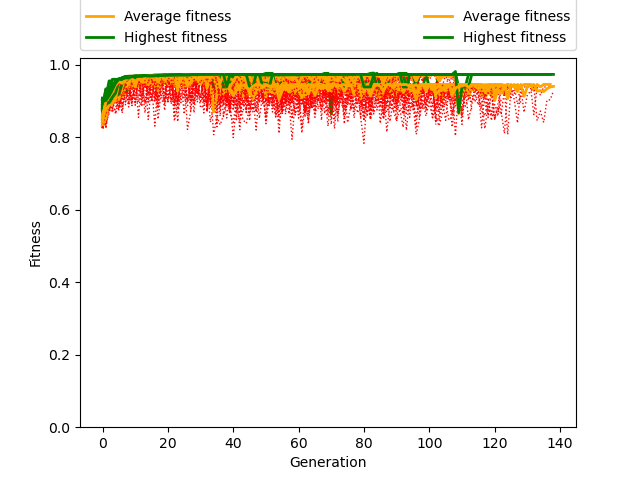 Average fitness Average fitness
Highest fitness Highest fitness
1.0
0.8
0.6
0.4
0.2
0.0
Fitness
0 20 40 60 80 100 120 140
Generation